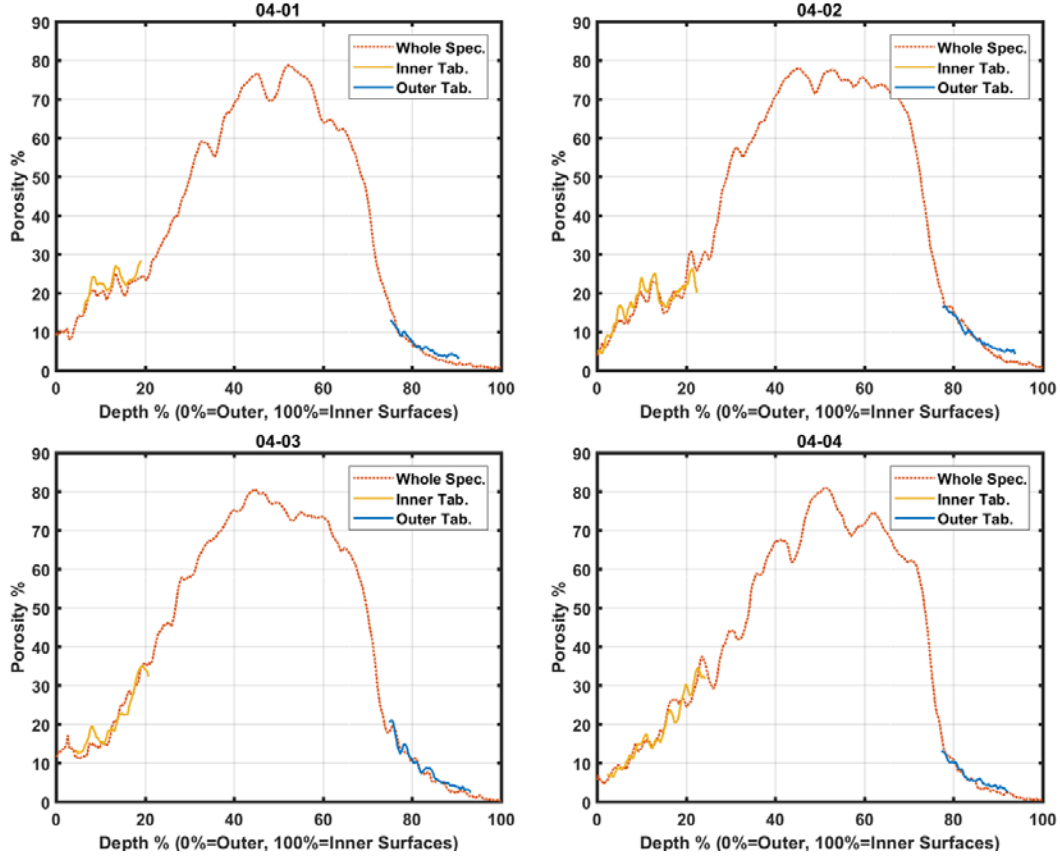 04-01
90
80
70
60
50
40
30
20
10
0
Porosity %
Whole Spec.
Inner Tab.
Outer Tab.
0 20 40 60 80 100
Depth % (0%=Outer, 100%=Inner Surfaces)
04-02
90
80
70
60
50
40
30
20
10
0
Porosity %
Whole Spec.
Inner Tab.
Outer Tab.
0 20 40 60 80 100
Depth % (0%=Outer, 100%=Inner Surfaces)
04-03
90
80
70
60
50
40
30
20
10
0
Porosity %
Whole Spec.
Inner Tab.
Outer Tab.
0 20 40 60 80 100
Depth % (0%=Outer, 100%=Inner Surfaces)
04-04
90
80
70
60
50
40
30
20
10
0
Porosity %
Whole Spec.
Inner Tab.
Outer Tab.
0 20 40 60 80 100
Depth % (0%=Outer, 100%=Inner Surfaces)